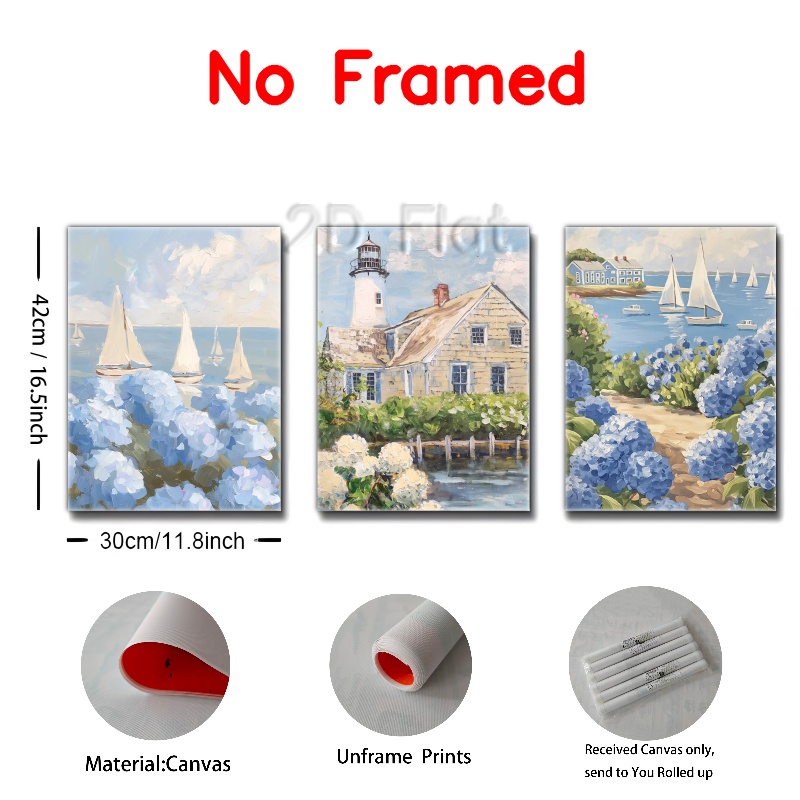 No Framed
2D Flat
42cm / 16.5inch
30cm/11.8inch
Material:Canvas
Unframe Prints
Received Canvas only,
send to You Rolled up